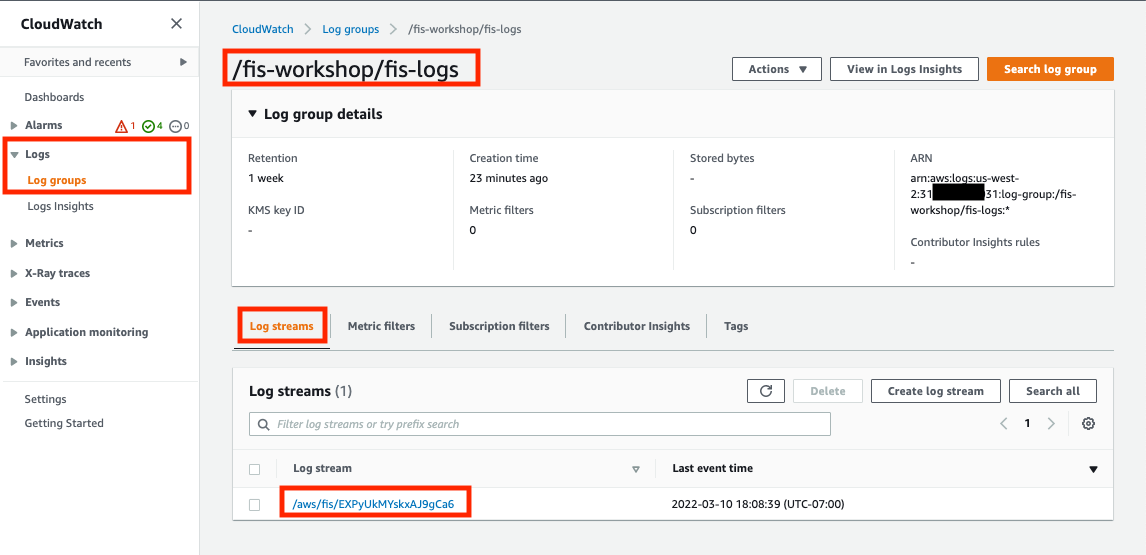 CloudWatch
Favorites and recents
Dashboards
Alarms 1 4 0
Logs
Log groups
Logs Insights
Metrics
X-Ray traces
Events
Application monitoring
Insights
Settings
Getting Started
CloudWatch > Log groups > /fis-workshop/fis-logs
/fis-workshop/fis-logs
Actions View in Logs Insights Search log group
Log group details
Retention
1 week
KMS key ID
-
Creation time
23 minutes ago
Metric filters
0
Stored bytes
-
Subscription filters
0
ARN
arn:aws:logs:us-west-
2:31 31:log-group:/fis-
workshop/fis-logs:*
Contributor Insights rules
-
Log streams Metric filters Subscription filters Contributor Insights Tags
Log streams (1)
Delete Create log stream Search all
Filter log streams or try prefix search
1
Log stream Last event time
/aws/fis/EXPyUkMYskxAJ9gCa6 2022-03-10 18:08:39 (UTC-07:00)